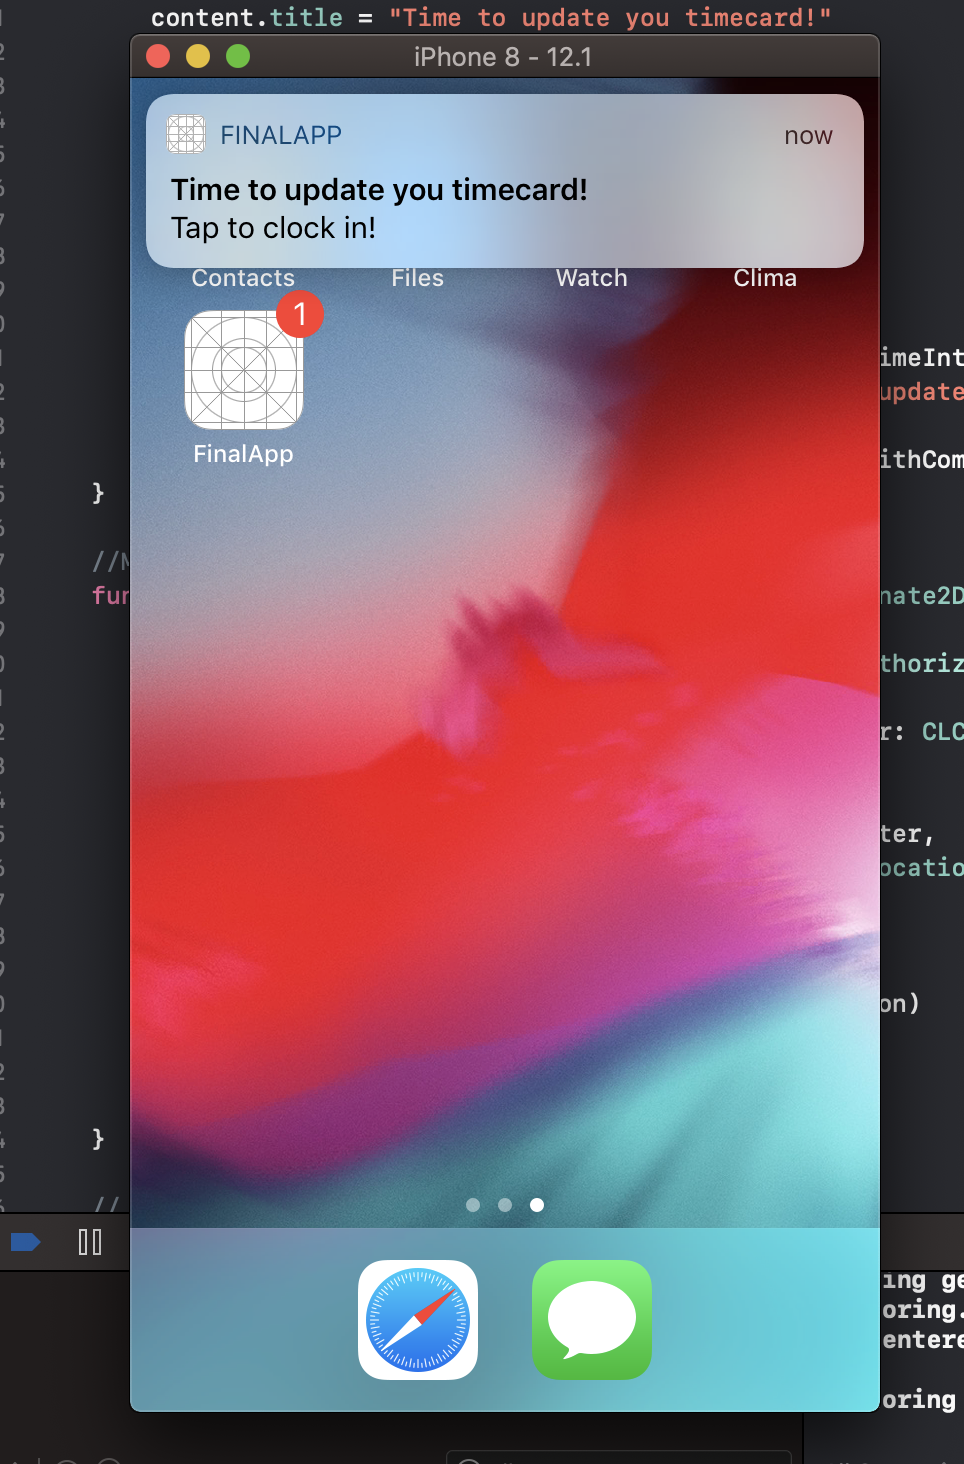 content.title = "Time to update you timecard!"
iPhone 8 - 12.1
FINALAPP
now
Time to update you timecard!
Tap to clock in!
Contacts Files Watch Clima
1
FinalApp
imeInt
update
ithCom
}
//M
fun
nate2D
thoriz
r: CLC
ter,
ocatio
on)
}
//
ing ge
oring.
entere
oring